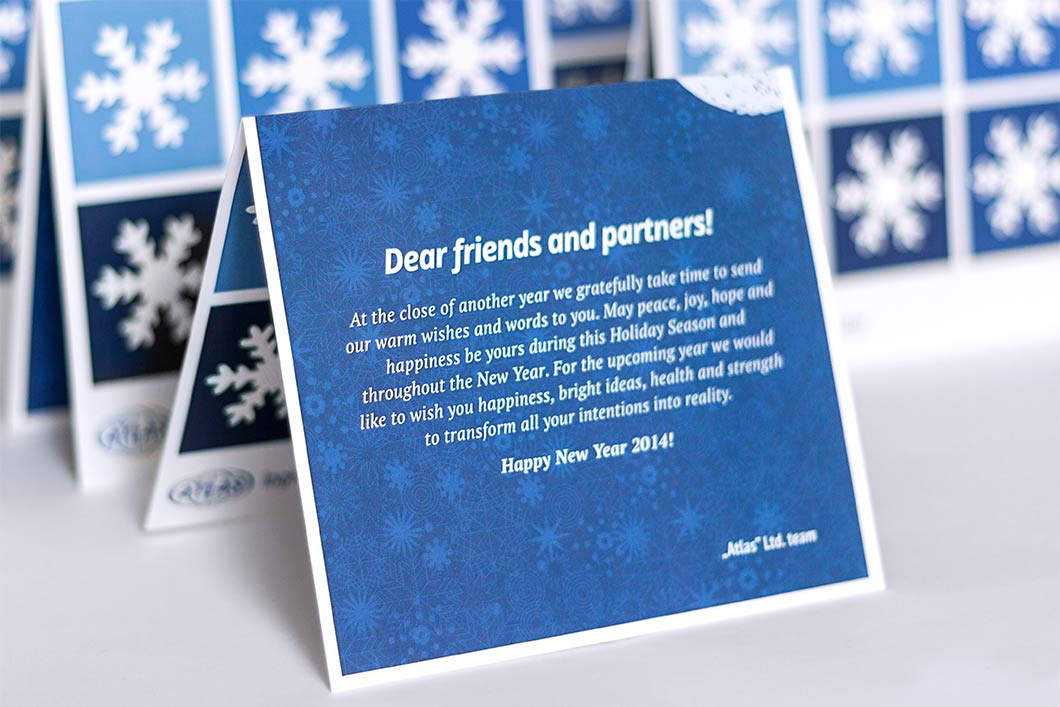 Dear friends and partners!
At the close of another year we gratefully take time to send
our warm wishes and words to you. May peace, joy, hope and
happiness be yours during this Holiday Season and
throughout the New Year. For the upcoming year we would
like to wish you happiness, bright ideas, health and strength
to transform all your intentions into reality.
Happy New Year 2014!
„Atlas” Ltd. team
ATLAS
ATLAS